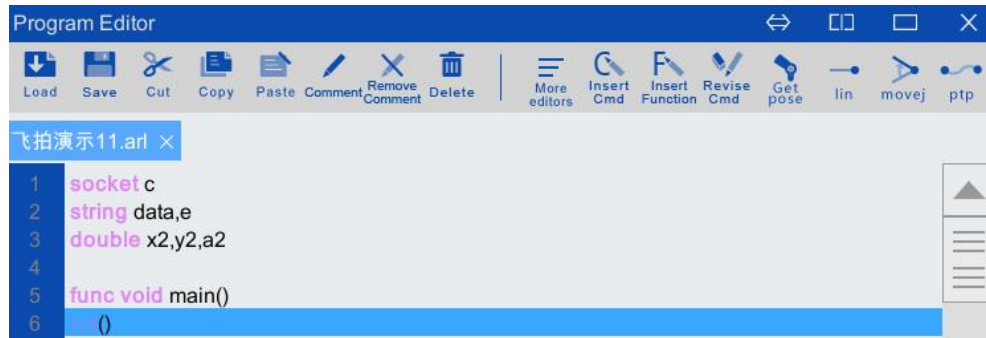 Program Editor
Load Save Cut Copy Paste Comment Remove Comment Delete More editors Insert Cmd Insert Function Revise Cmd Get pose lin movej ptp
飞拍演示11.arl ×
1 socket c
2 string data,e
3 double x2,y2,a2
4
5 func void main()
6 ()